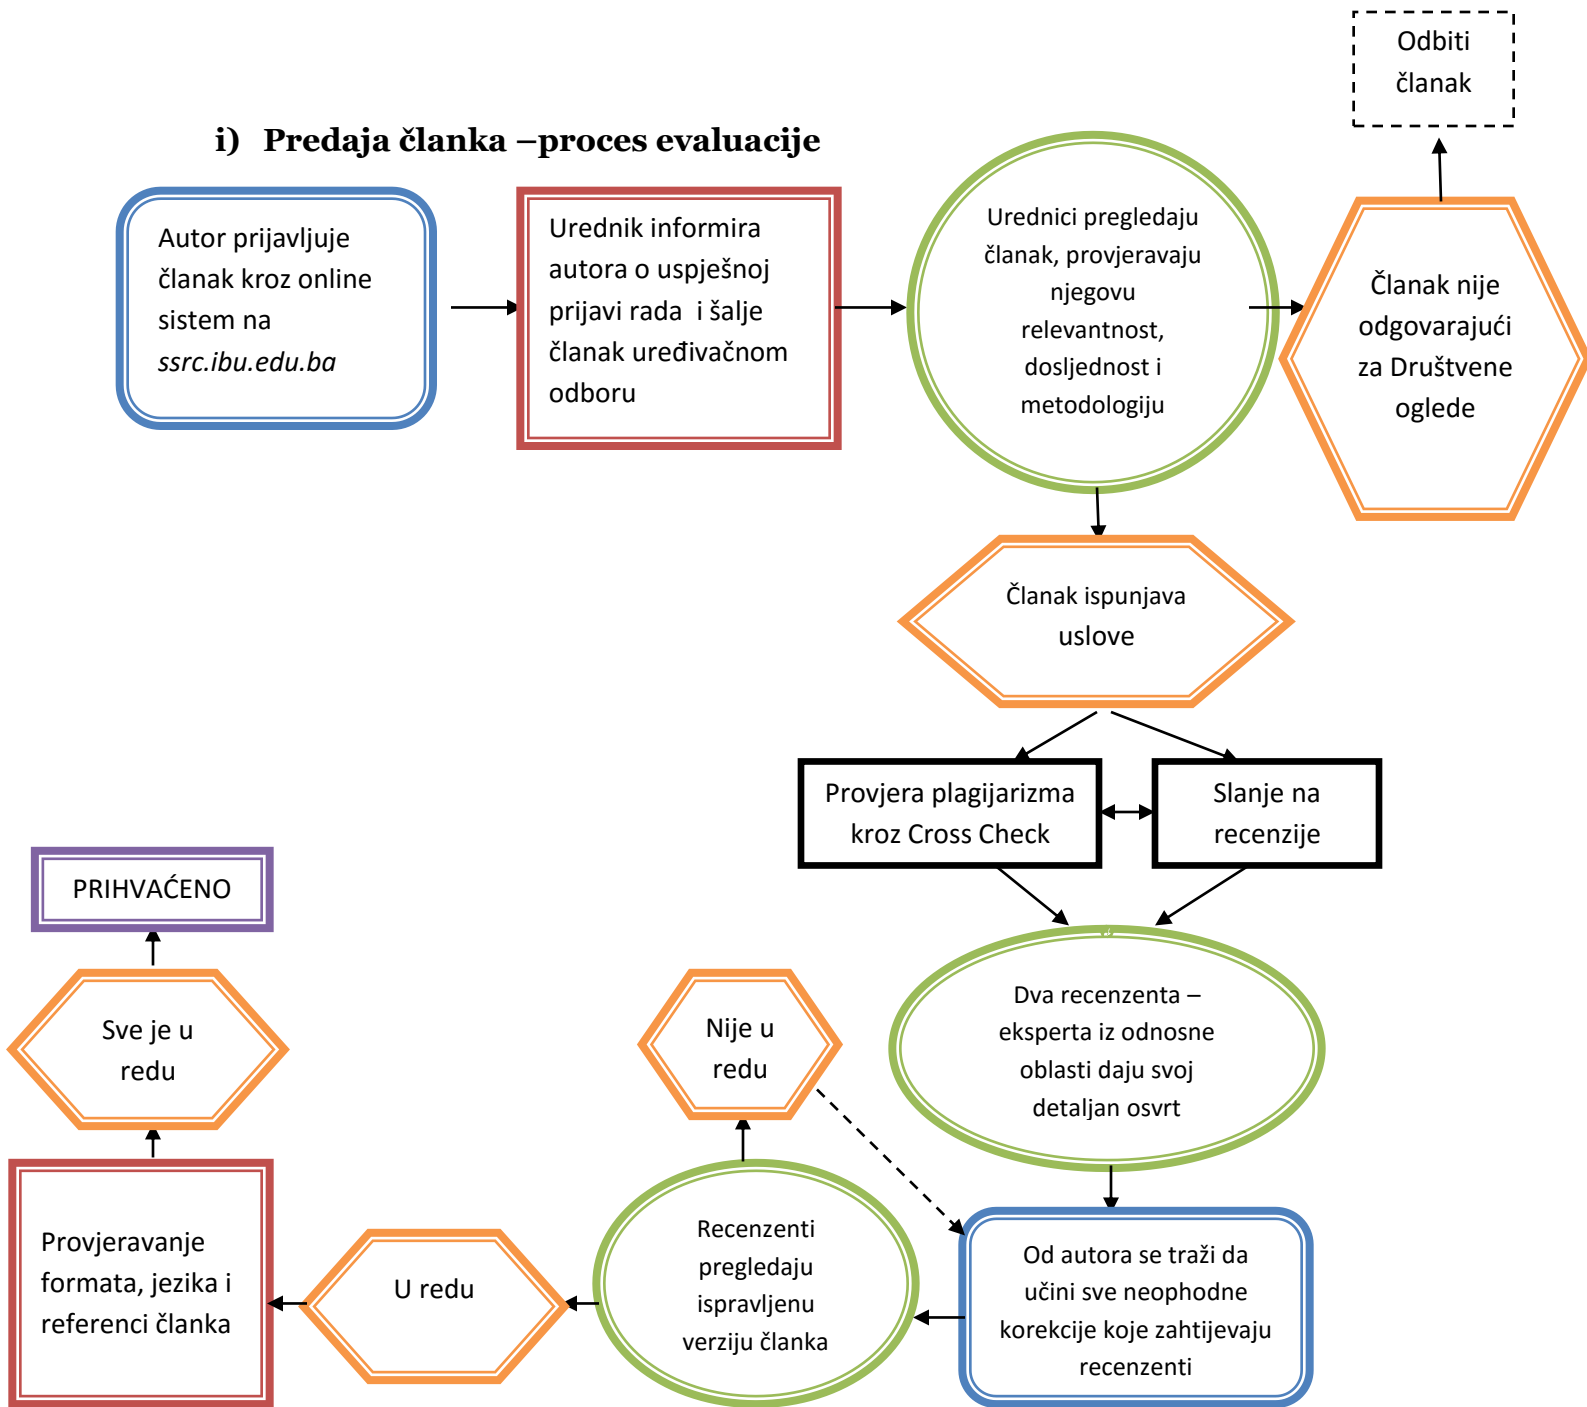 Odbiti
članak
i) Predaja članka –proces evaluacije
Autor prijavljuje
članak kroz online
sistem na
ssrc.ibu.edu.ba
Urednik informira
autora o uspješnoj
prijavi rada i šalje
članak uređivačnom
odboru
Urednici pregledaju
članak, provjeravaju
njegovu
relevantnost,
dosljednost i
metodologiju
Članak nije
odgovarajući
za Društvene
oglede
Članak ispunjava
uslove
Provjera plagijarizma
kroz Cross Check
Slanje na
recenzije
Dva recenzenta –
eksperta iz odnosne
oblasti daju svoj
detaljan osvrt
Od autora se traži da
učini sve neophodne
korekcije koje zahtijevaju
recenzenti
Recenzenti
pregledaju
ispravljenu
verziju članka
Nije u
redu
U redu
Provjeravanje
formata, jezika i
referenci članka
Sve je u
redu
PRIHVAĆENO